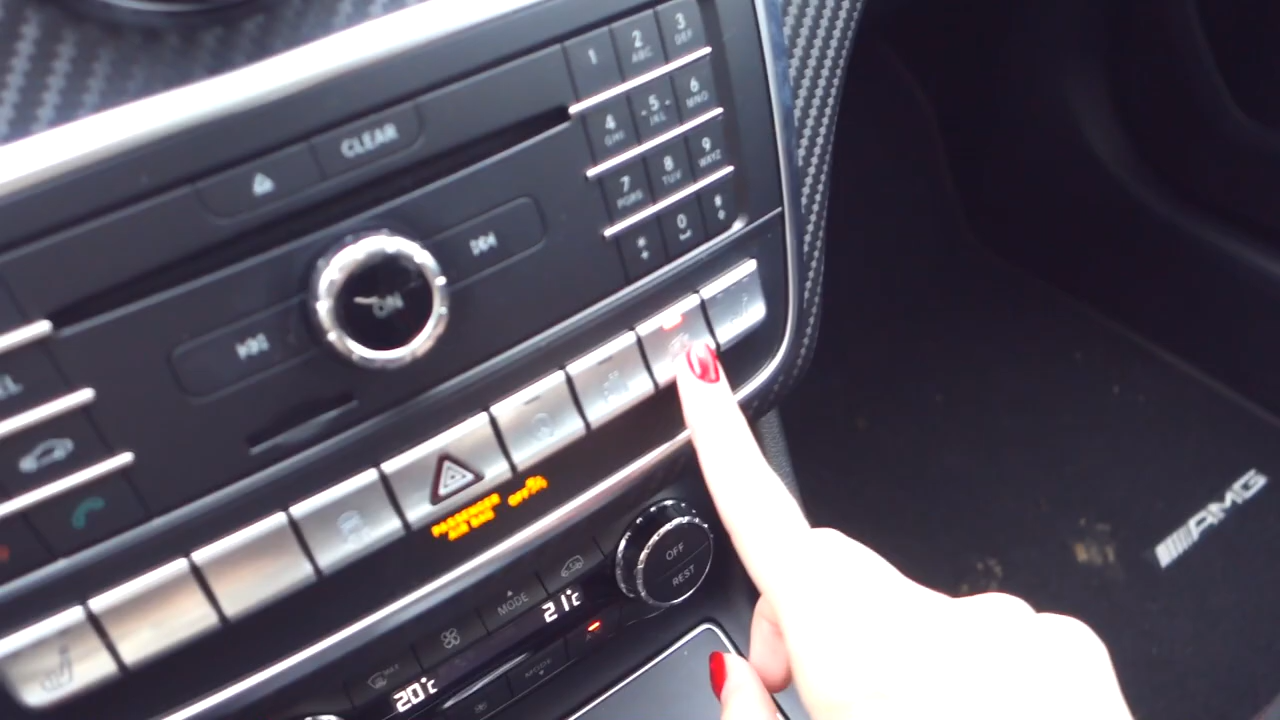 1
2 ABC
3 DEF
4 GHI
5 JKL
6 MNO
7 PQRS
8 TUV
9 WXYZ
*
0
#
CLEAR
ON
PASSENGER
AIR BAG OFF
OFF
REST
MODE
21°C
20°C
MAX
AMG